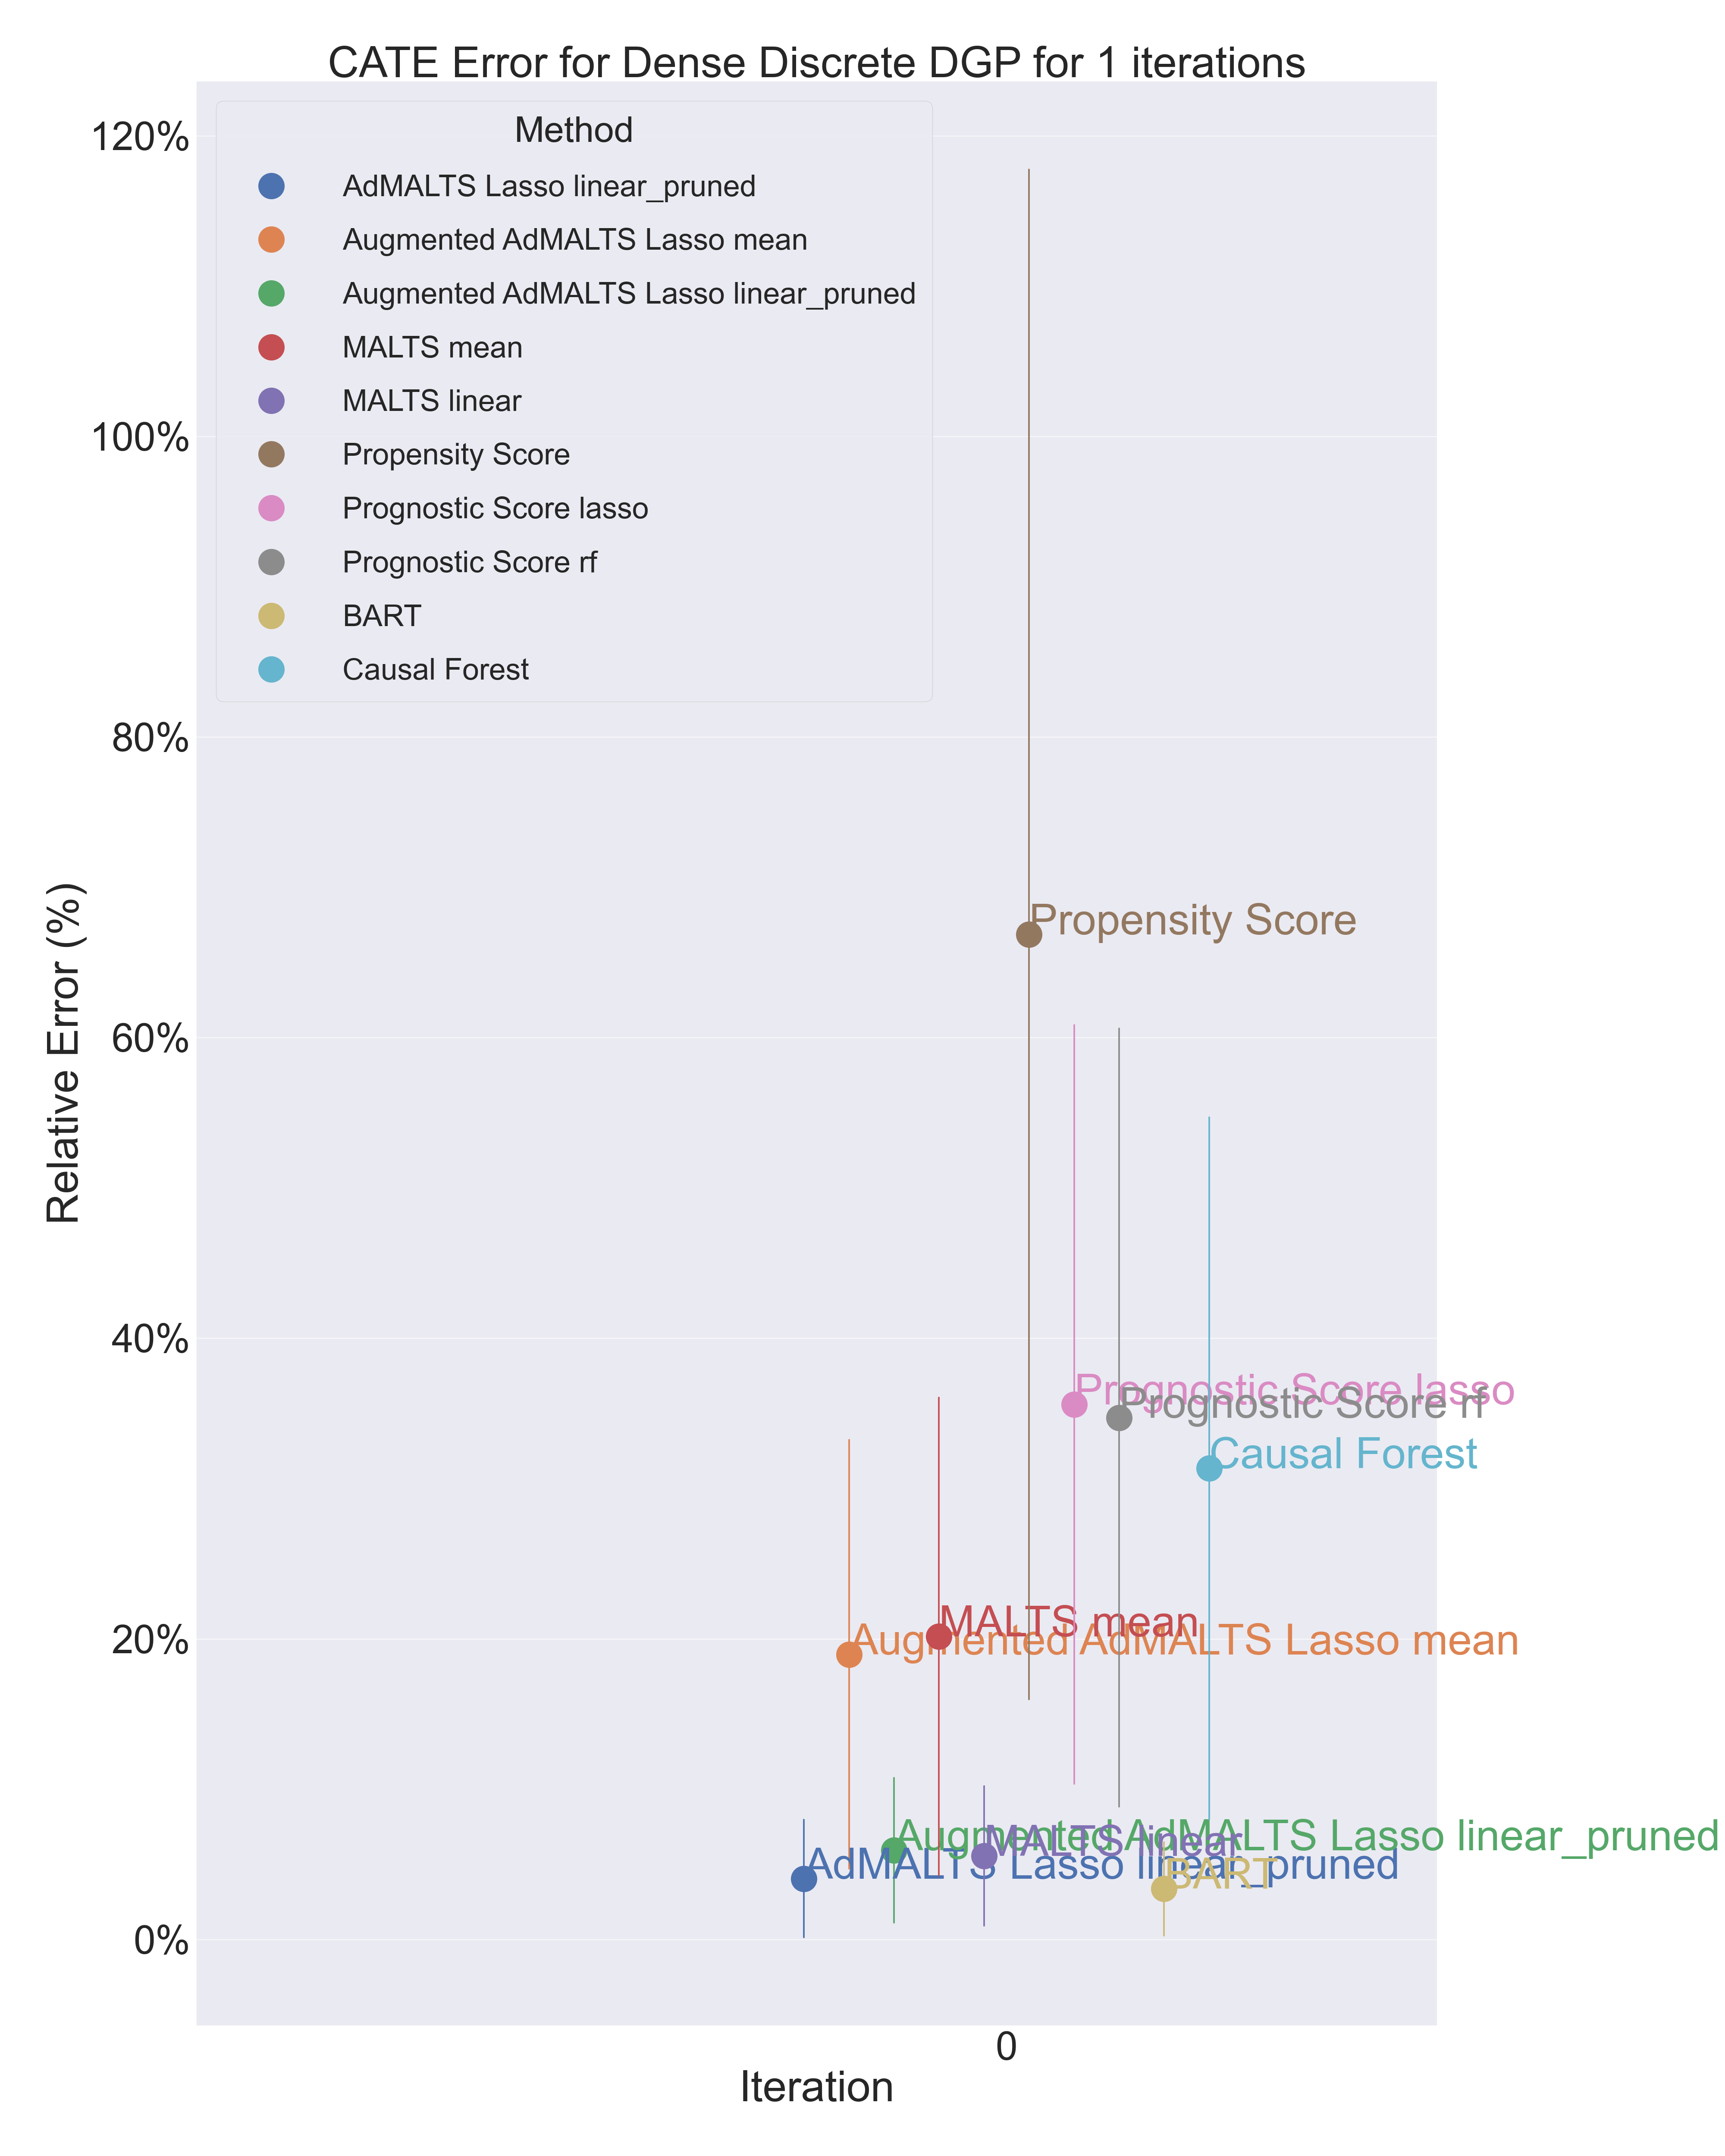 CATE Error for Dense Discrete DGP for 1 iterations
Method
AdMALTS Lasso linear_pruned
Augmented AdMALTS Lasso mean
Augmented AdMALTS Lasso linear_pruned
MALTS mean
MALTS linear
Propensity Score
Prognostic Score lasso
Prognostic Score rf
BART
Causal Forest
120%
100%
80%
60%
40%
20%
0%
Relative Error (%)
Propensity Score
Prognostic Score lasso
Prognostic Score rf
Causal Forest
MALTS mean
Augmented AdMALTS Lasso mean
Augmented AdMALTS Lasso linear_pruned
MALTS linear
AdMALTS Lasso linear_pruned
BART
0
Iteration